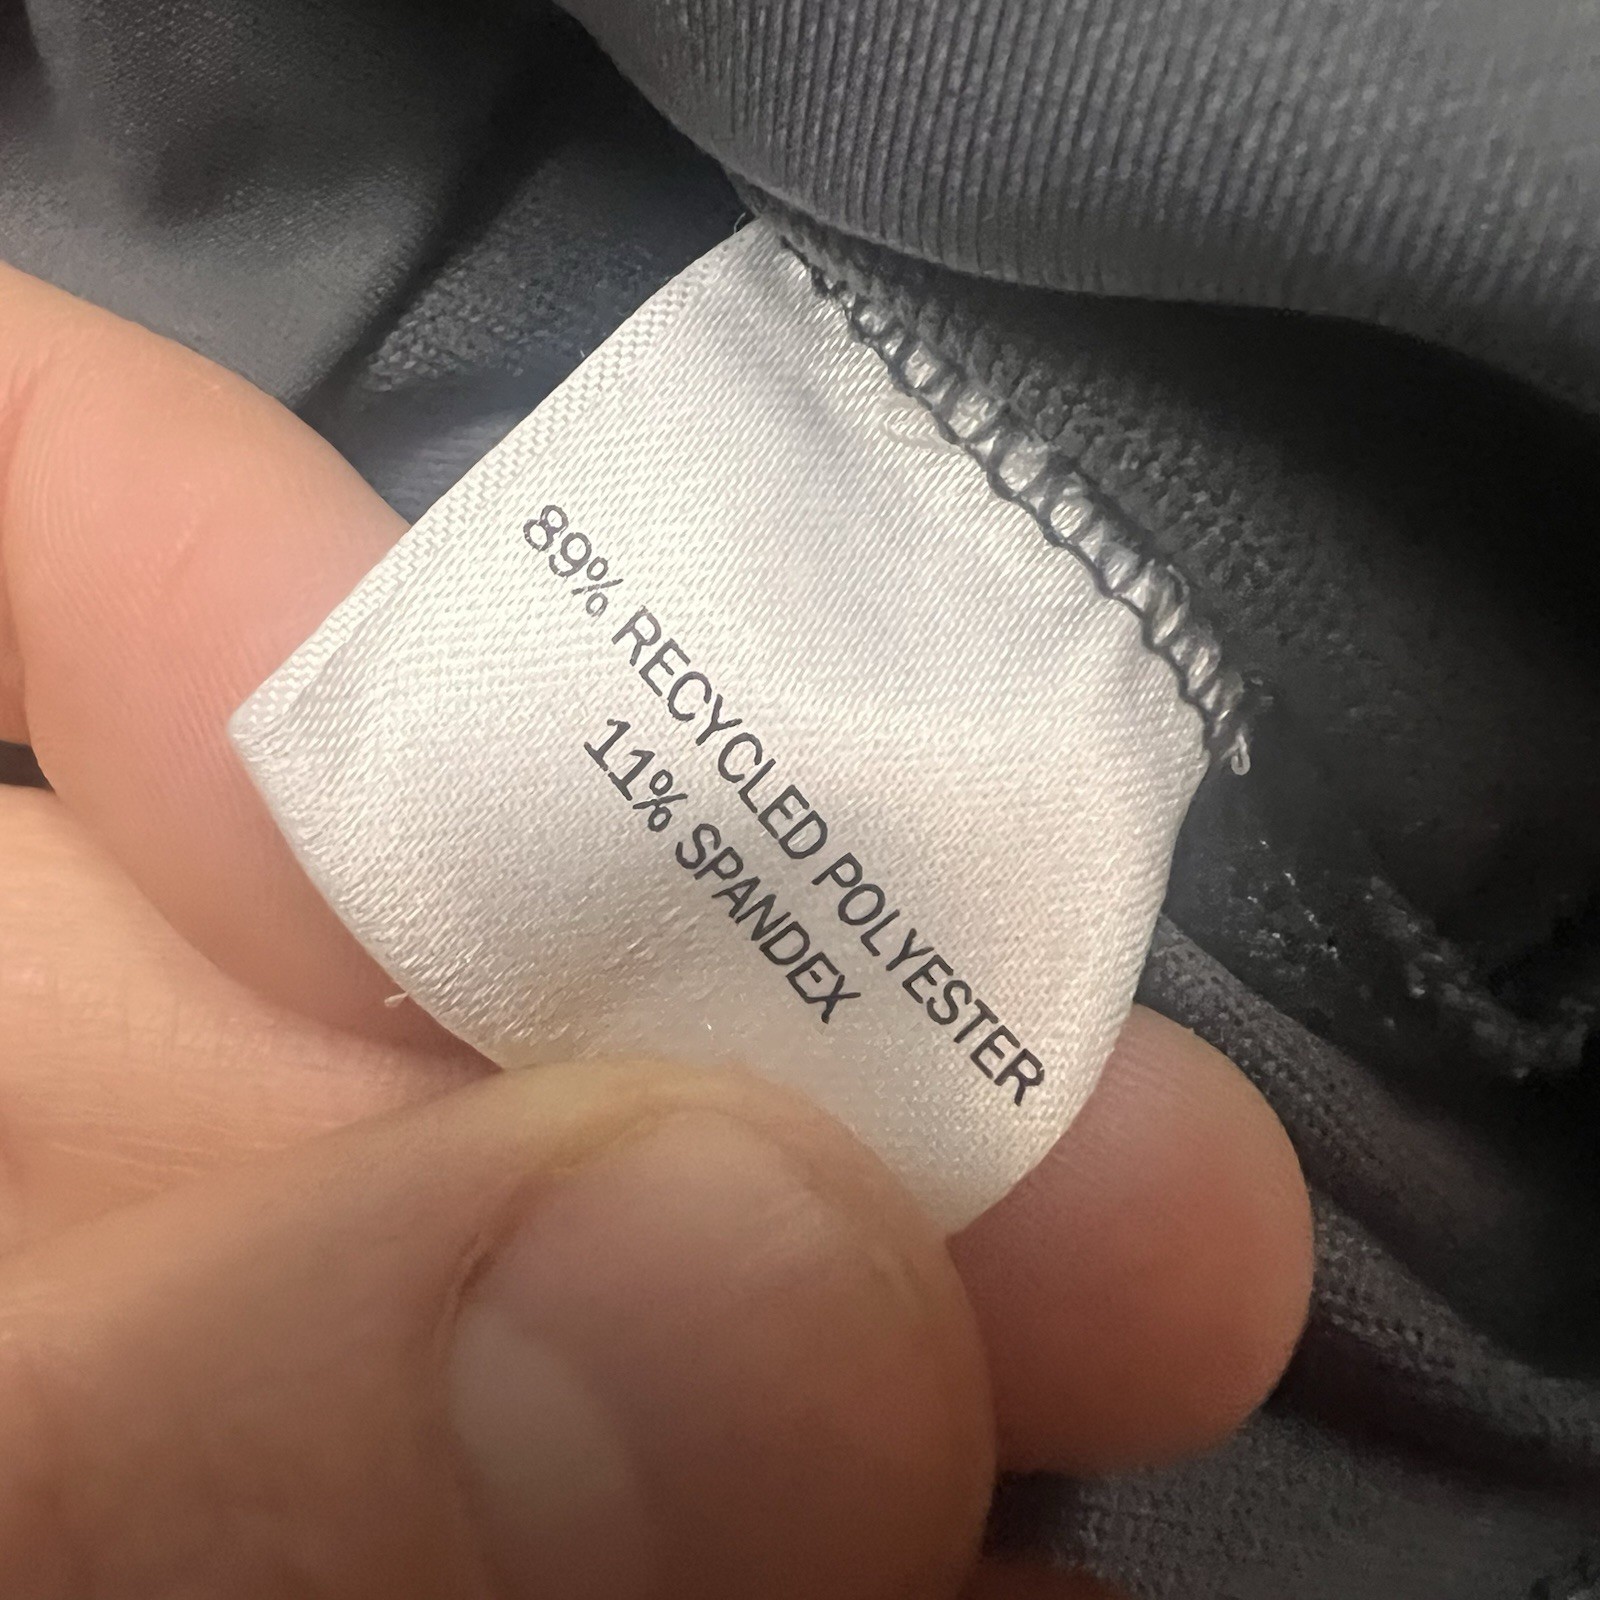 89% RECYCLED POLYESTER
11% SPANDEX